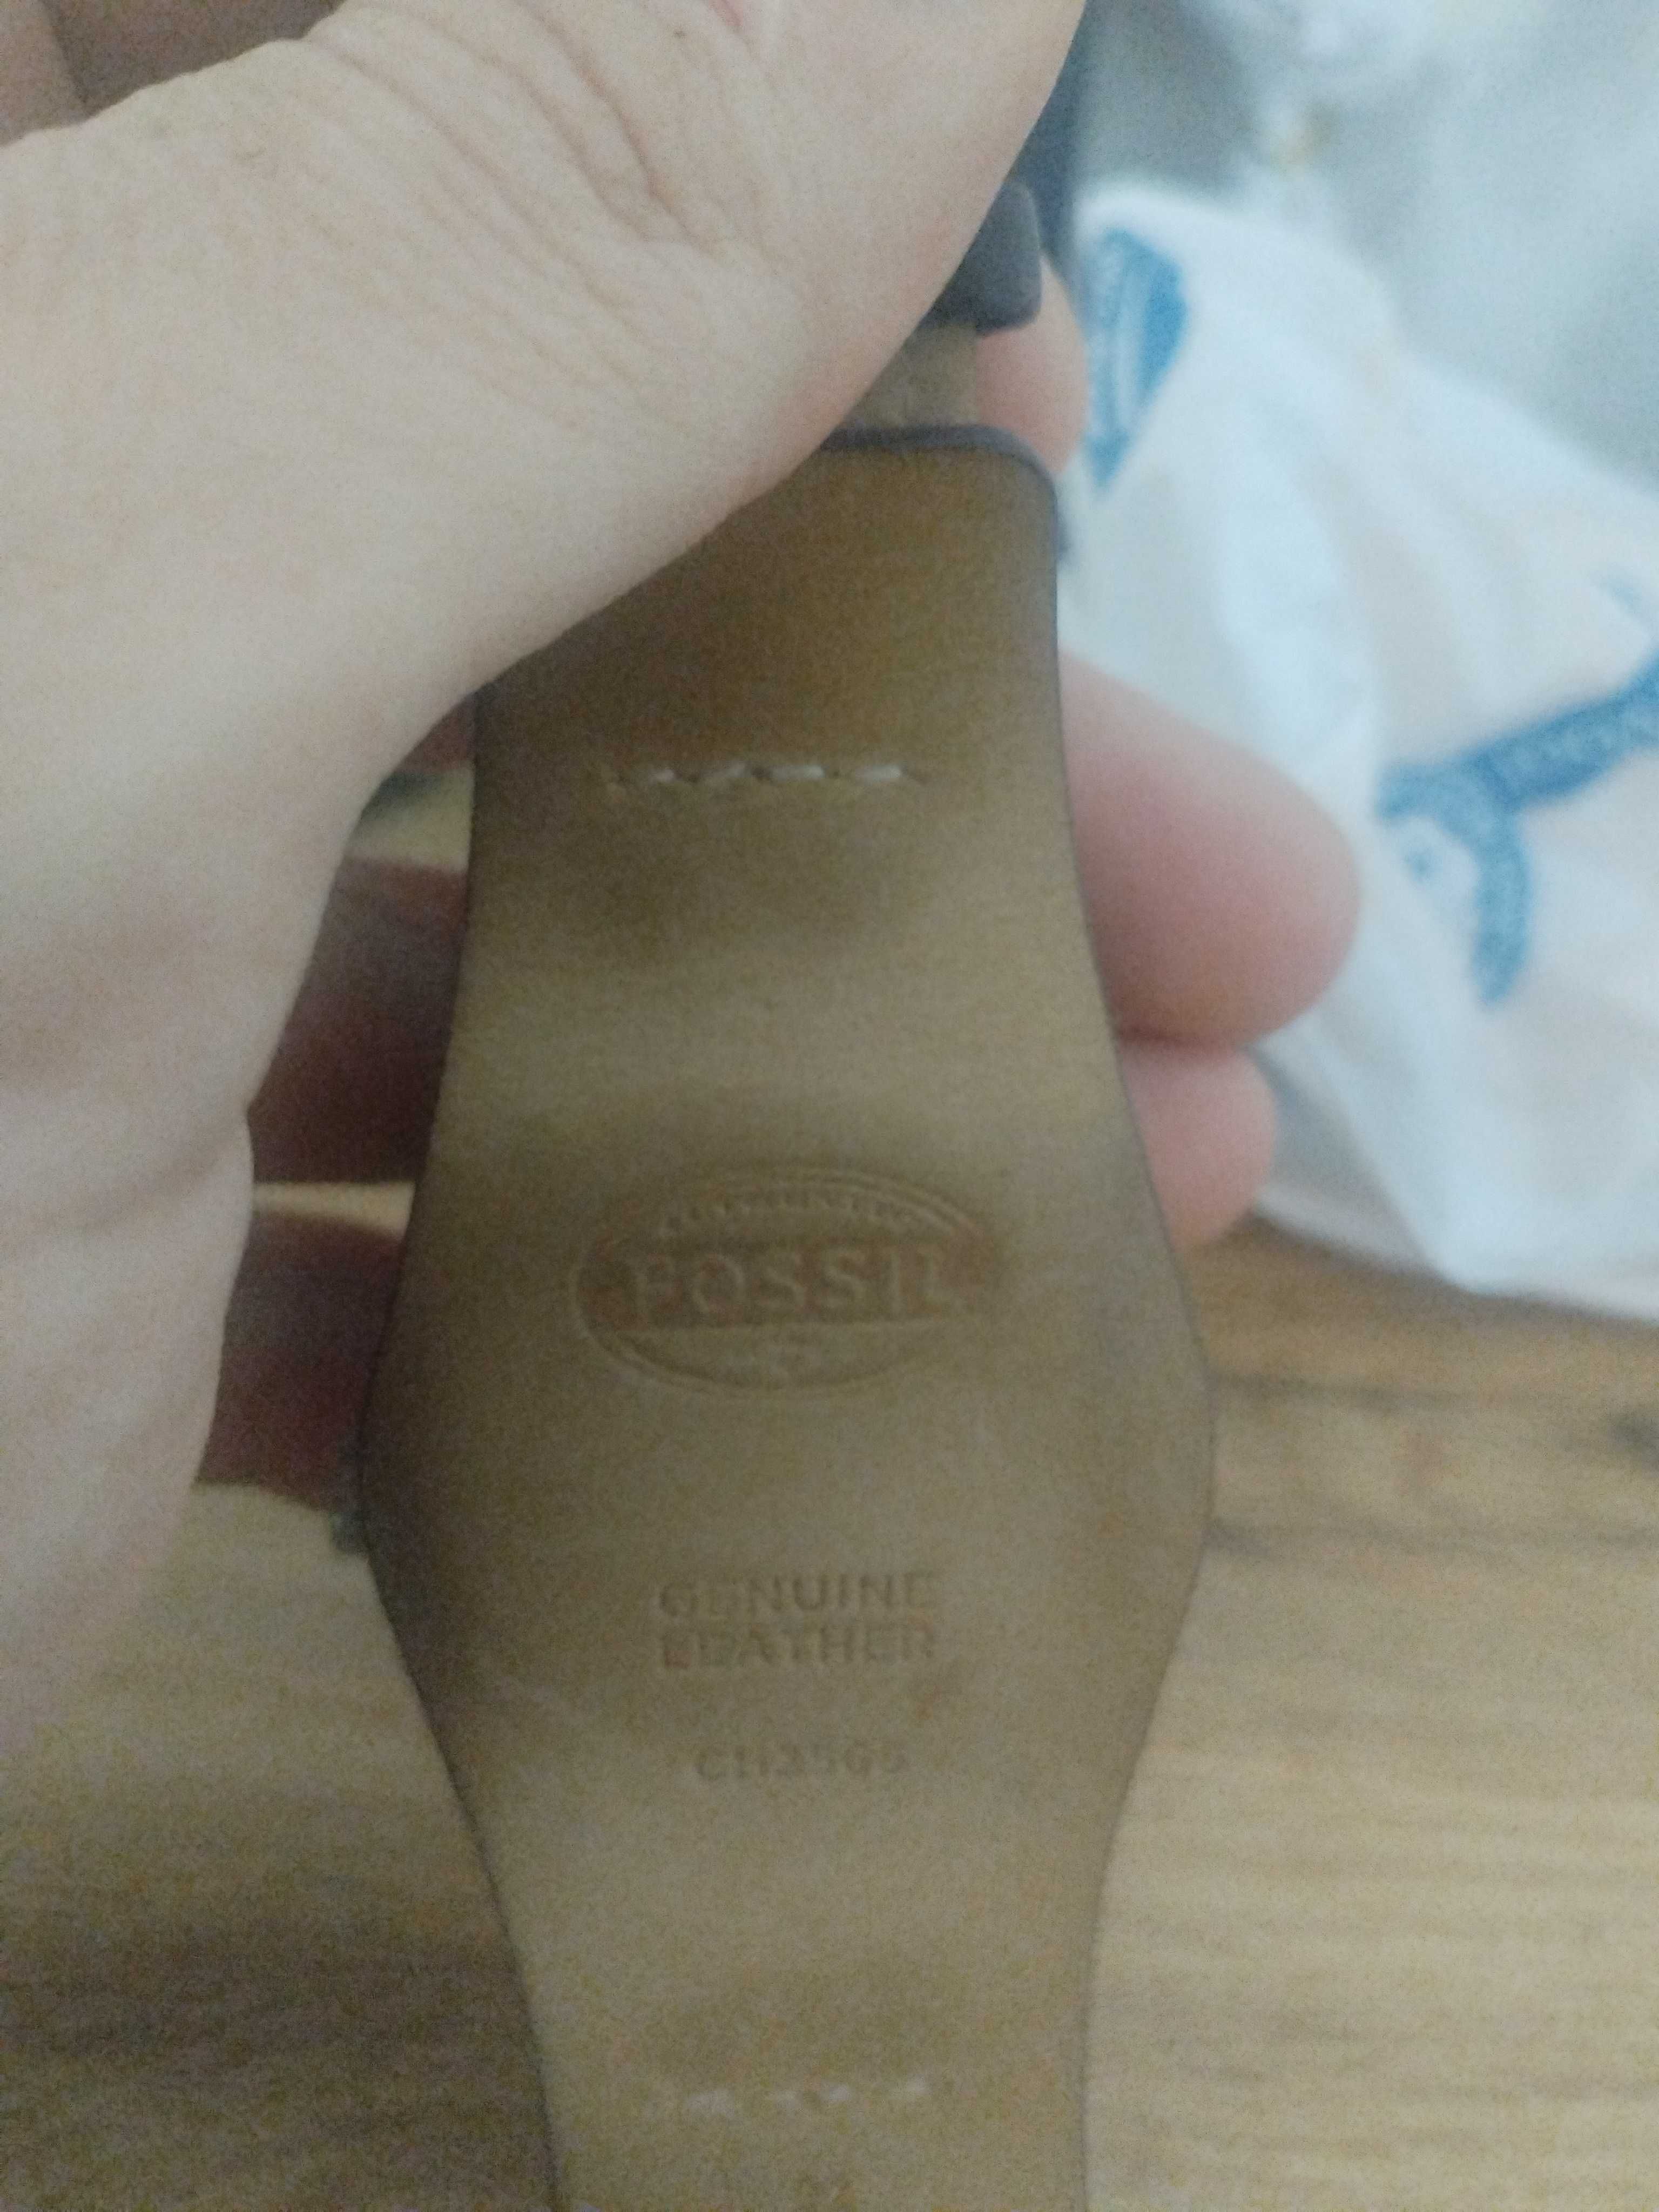 FOSSIL
GENUINE
LEATHER
CH2565